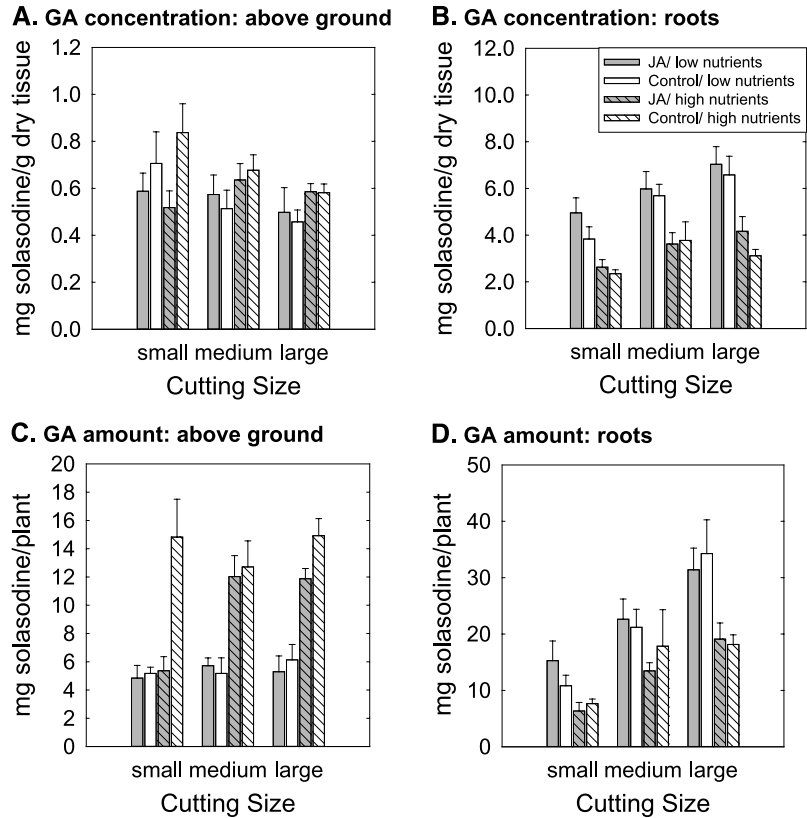 A. GA concentration: above ground
mg solasodine/g dry tissue
1.2
1.0
0.8
0.6
0.4
0.2
0.0
small medium large
Cutting Size
B. GA concentration: roots
mg solasodine/g dry tissue
12.0
10.0
8.0
6.0
4.0
2.0
0.0
JA/ low nutrients
Control/ low nutrients
JA/ high nutrients
Control/ high nutrients
small medium large
Cutting Size
C. GA amount: above ground
mg solasodine/plant
20
18
16
14
12
10
8
6
4
2
0
small medium large
Cutting Size
D. GA amount: roots
mg solasodine/plant
50
40
30
20
10
0
small medium large
Cutting Size